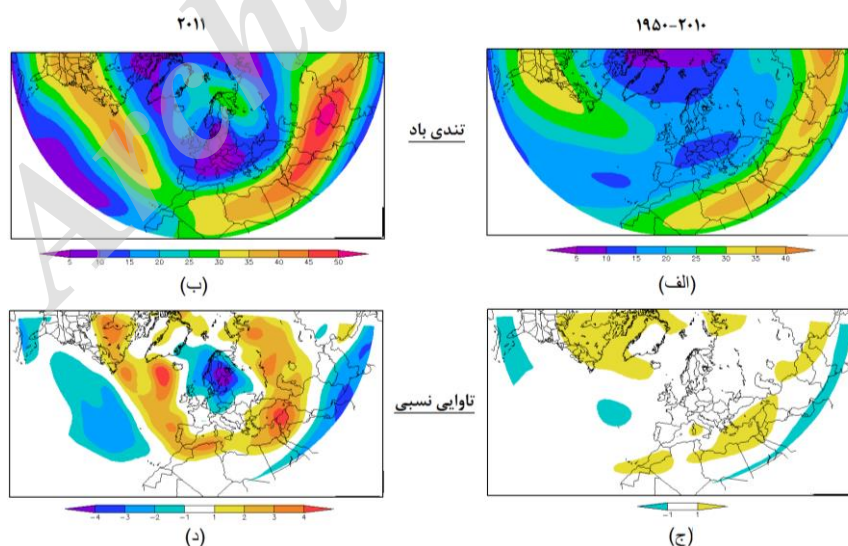 ۲۰۱۱
۱۹۵۰-۲۰۱۰
تندی باد
5 10 15 20 25 30 35 40 45 50
5 10 15 20 25 30 35 40
(ب)
(الف)
تاوایی نسبی
-4 -3 -2 -1 1 2 3 4
-1 1
(د)
(ج)
Archi